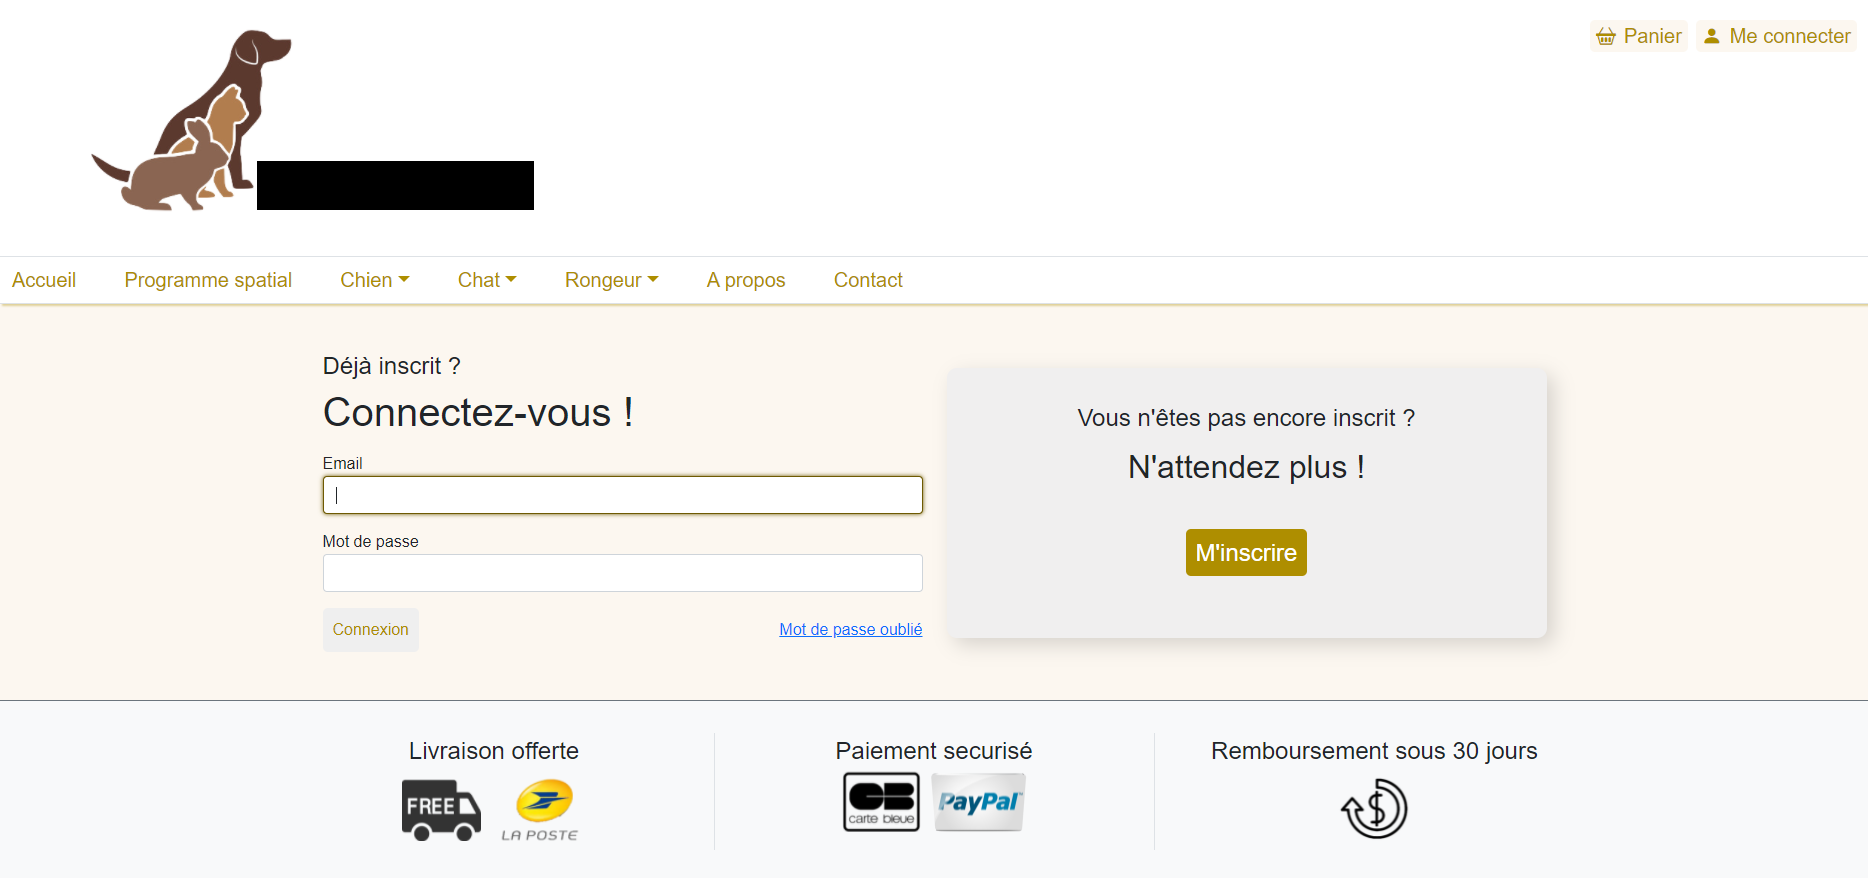 Panier
Me connecter
Accueil
Programme spatial
Chien
Chat
Rongeur
A propos
Contact
Déjà inscrit ?
Connectez-vous !
Email
Mot de passe
Connexion
Mot de passe oublié
Vous n'êtes pas encore inscrit ?
N'attendez plus !
M'inscrire
Livraison offerte
FREE
LA POSTE
Paiement securisé
CB
carte bleue
PayPal
Remboursement sous 30 jours
$